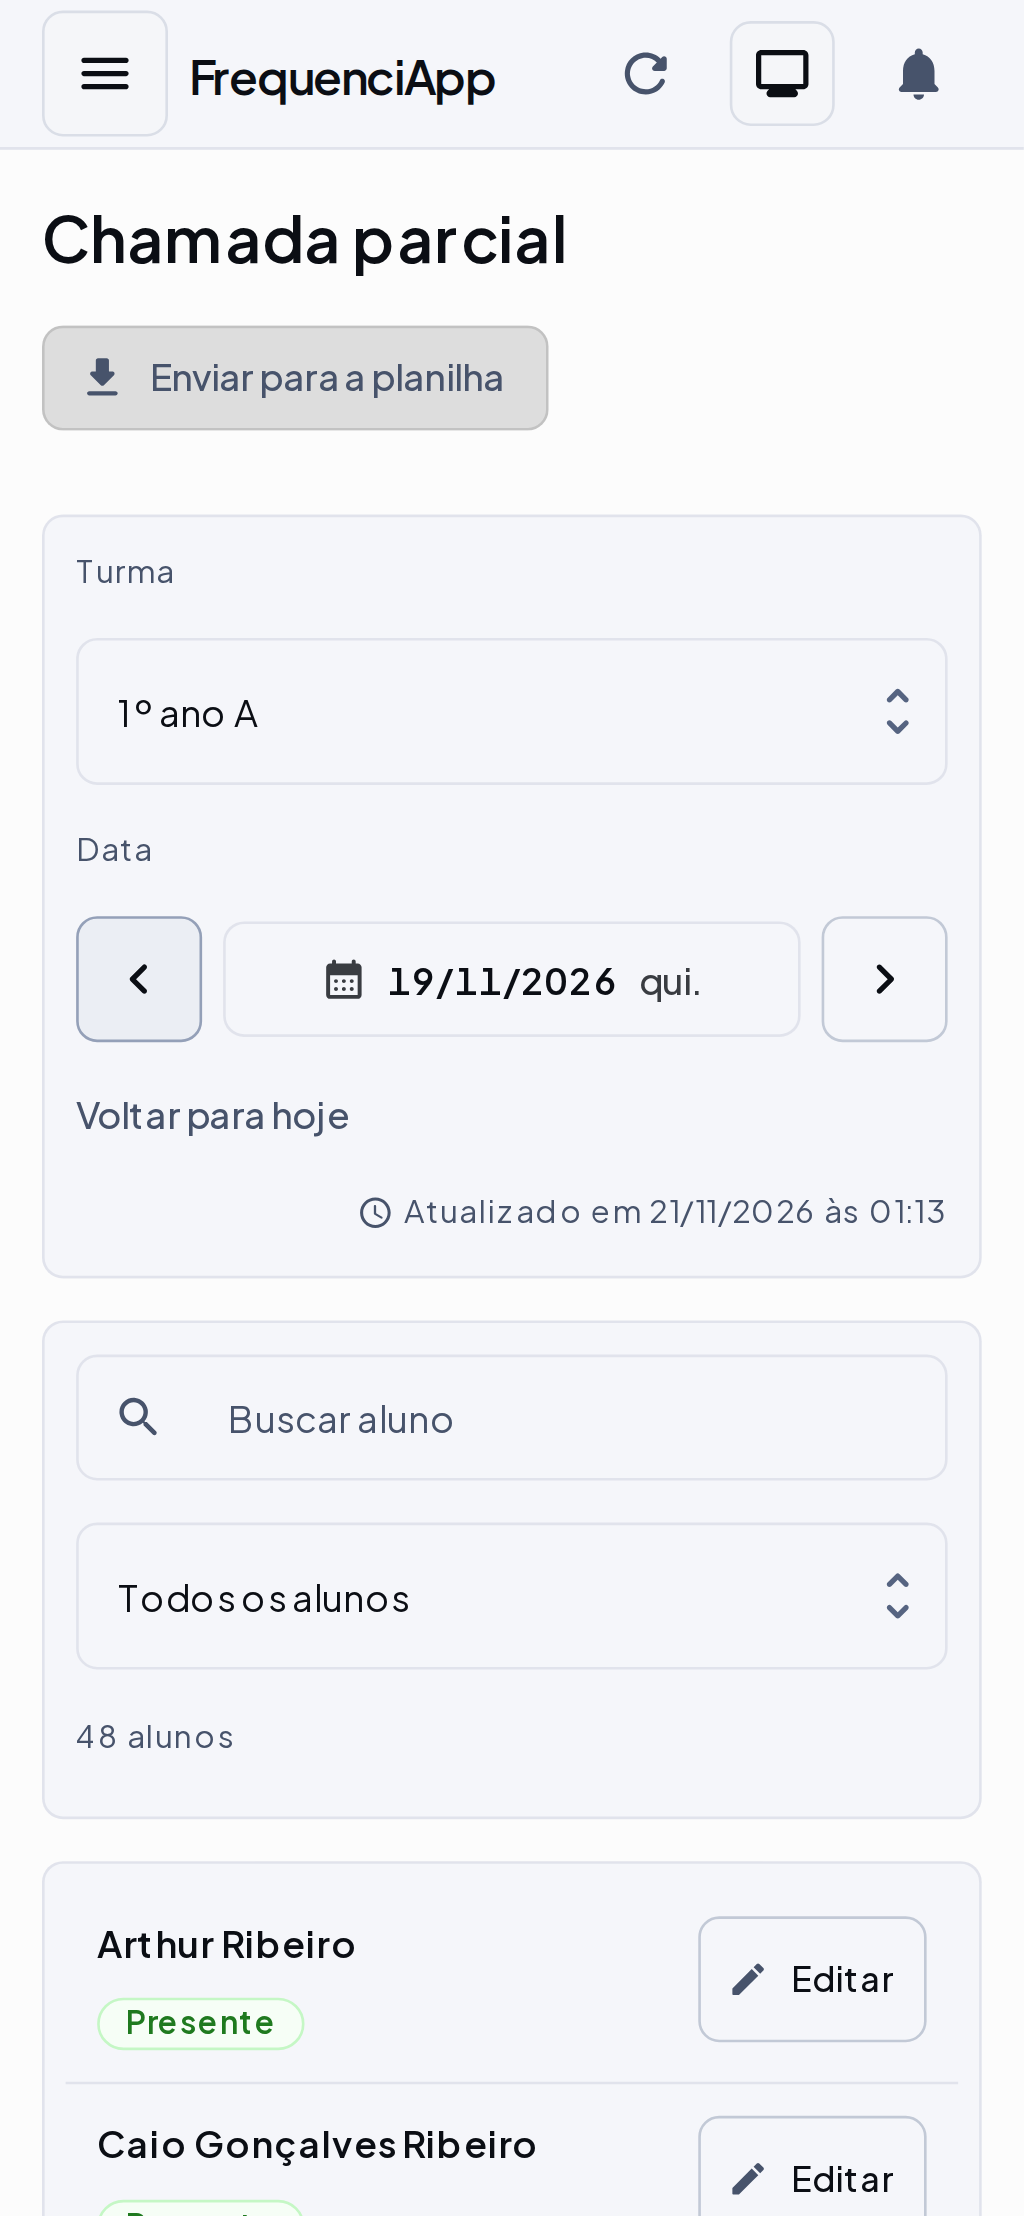 FrequenciApp
Chamada parcial
Enviar para a planilha
Turma
1º ano A
Data
19/11/2026 qui.
Voltar para hoje
Atualizado em 21/11/2026 às 01:13
Buscar aluno
Todos os alunos
48 alunos
Arthur Ribeiro
Editar
Presente
Caio Gonçalves Ribeiro
Editar